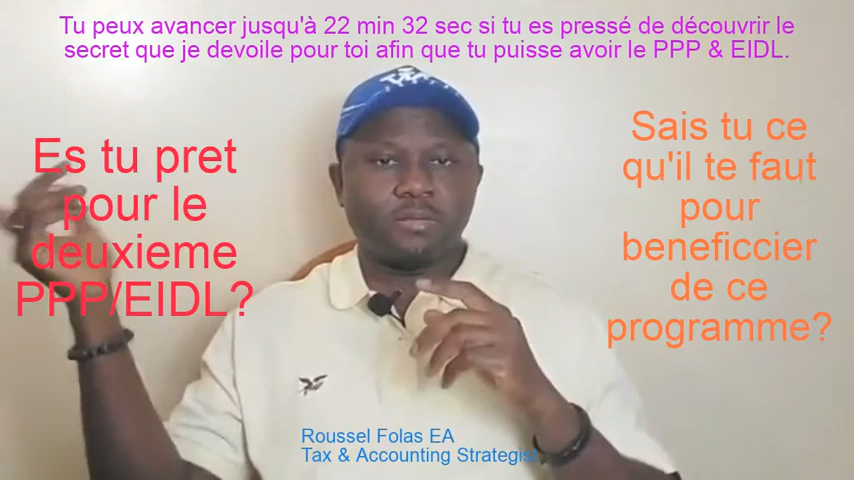 Tu peux avancer jusqu'à 22 min 32 sec si tu es pressé de découvrir le
secret que je devoile pour toi afin que tu puisse avoir le PPP & EIDL.
Es tu pret
pour le
deuxieme
PPP/EIDL?
Sais tu ce
qu'il te faut
pour
beneficcier
de ce
programme?
Roussel Folas EA
Tax & Accounting Strategist